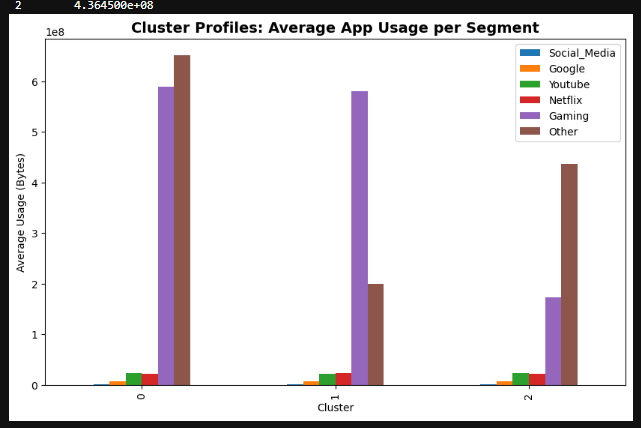 2 4.364500e+08
Cluster Profiles: Average App Usage per Segment
1e8
Social_Media
Google
Youtube
Netflix
Gaming
Other
6
5
4
3
2
1
0
Average Usage (Bytes)
0 1 2
Cluster